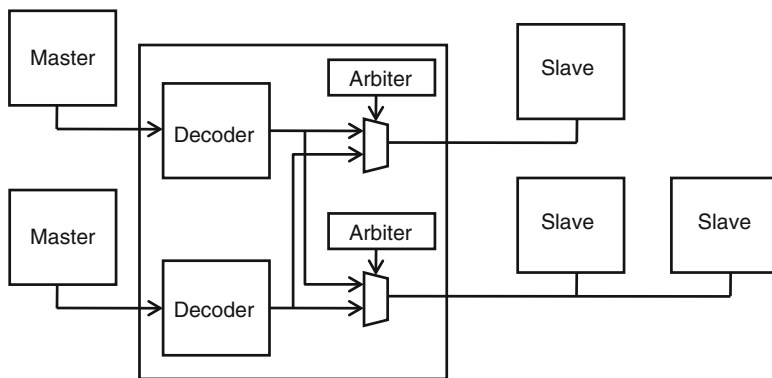 Master
Decoder
Arbiter
Slave
Master
Decoder
Arbiter
Slave
Slave